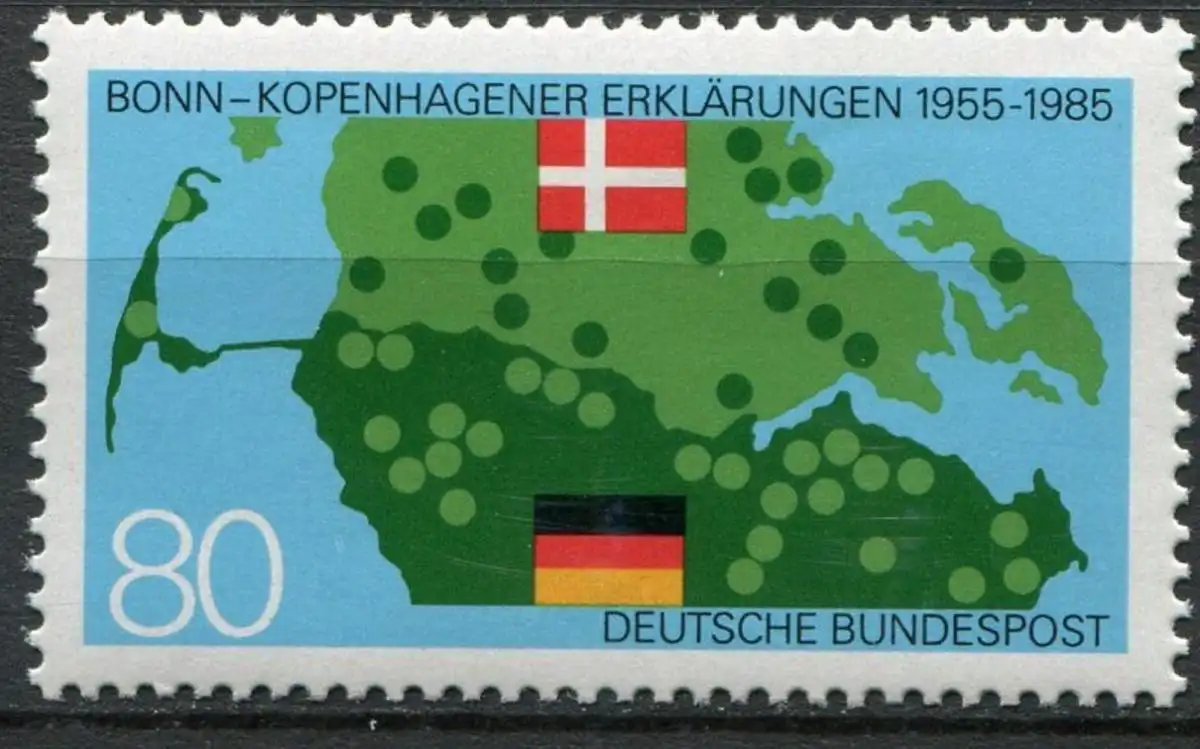 BONN-KOPENHAGENER ERKLÄRUNGEN 1955-1985
80
DEUTSCHE BUNDESPOST